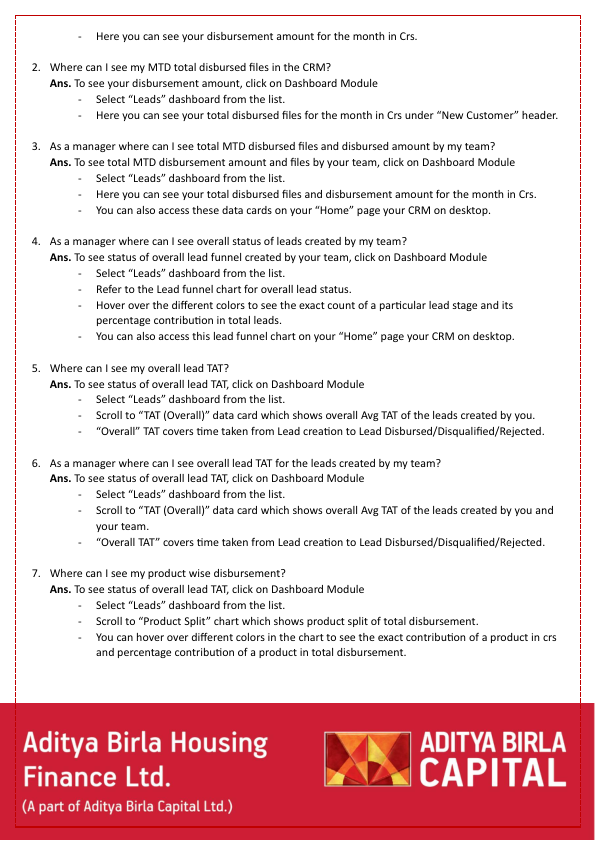 - Here you can see your disbursement amount for the month in Crs.
2. Where can I see my MTD total disbursed files in the CRM?
Ans. To see your disbursement amount, click on Dashboard Module
- Select “Leads” dashboard from the list.
- Here you can see your total disbursed files for the month in Crs under “New Customer” header.
3. As a manager where can I see total MTD disbursed files and disbursed amount by my team?
Ans. To see total MTD disbursement amount and files by your team, click on Dashboard Module
- Select “Leads” dashboard from the list.
- Here you can see your total disbursed files and disbursement amount for the month in Crs.
- You can also access these data cards on your “Home” page your CRM on desktop.
4. As a manager where can I see overall status of leads created by my team?
Ans. To see status of overall lead funnel created by your team, click on Dashboard Module
- Select “Leads” dashboard from the list.
- Refer to the Lead funnel chart for overall lead status.
- Hover over the different colors to see the exact count of a particular lead stage and its
percentage contribution in total leads.
- You can also access this lead funnel chart on your “Home” page your CRM on desktop.
5. Where can I see my overall lead TAT?
Ans. To see status of overall lead TAT, click on Dashboard Module
- Select “Leads” dashboard from the list.
- Scroll to “TAT (Overall)” data card which shows overall Avg TAT of the leads created by you.
- “Overall” TAT covers time taken from Lead creation to Lead Disbursed/Disqualified/Rejected.
6. As a manager where can I see overall lead TAT for the leads created by my team?
Ans. To see status of overall lead TAT, click on Dashboard Module
- Select “Leads” dashboard from the list.
- Scroll to “TAT (Overall)” data card which shows overall Avg TAT of the leads created by you and
your team.
- “Overall TAT” covers time taken from Lead creation to Lead Disbursed/Disqualified/Rejected.
7. Where can I see my product wise disbursement?
Ans. To see status of overall lead TAT, click on Dashboard Module
- Select “Leads” dashboard from the list.
- Scroll to “Product Split” chart which shows product split of total disbursement.
- You can hover over different colors in the chart to see the exact contribution of a product in crs
and percentage contribution of a product in total disbursement.
Aditya Birla Housing
Finance Ltd.
(A part of Aditya Birla Capital Ltd.)
ADITYA BIRLA
CAPITAL